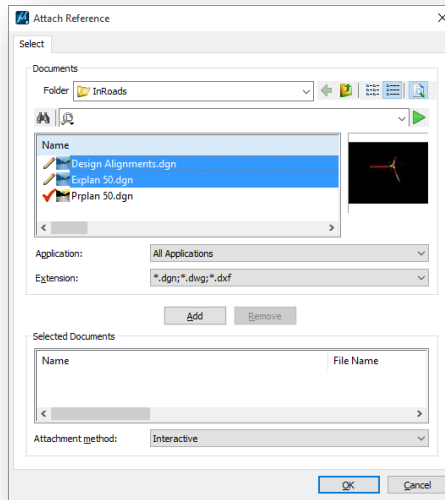 Attach Reference
Select
Documents
Folder InRoads
Name
Design Alignments.dgn
Explan 50.dgn
Prplan 50.dgn
Application: All Applications
Extension: *.dgn;*.dwg;*.dxf
Add Remove
Selected Documents
Name File Name
Attachment method: Interactive
OK Cancel